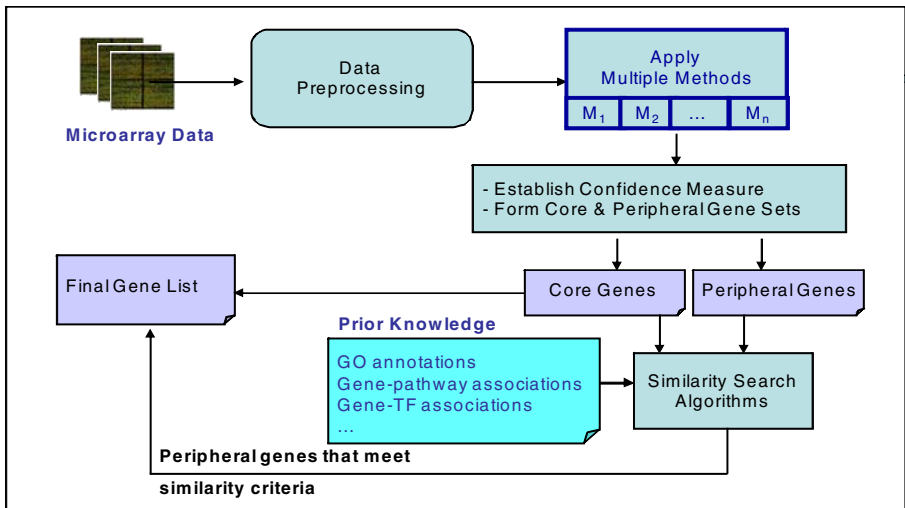 Microarray Data
Data
Preprocessing
Apply
Multiple Methods
M1 M2 ... Mn
- Establish Confidence Measure
- Form Core & Peripheral Gene Sets
Final Gene List
Core Genes
Peripheral Genes
Prior Knowledge
GO annotations
Gene-pathway associations
Gene-TF associations
...
Similarity Search
Algorithms
Peripheral genes that meet
similarity criteria